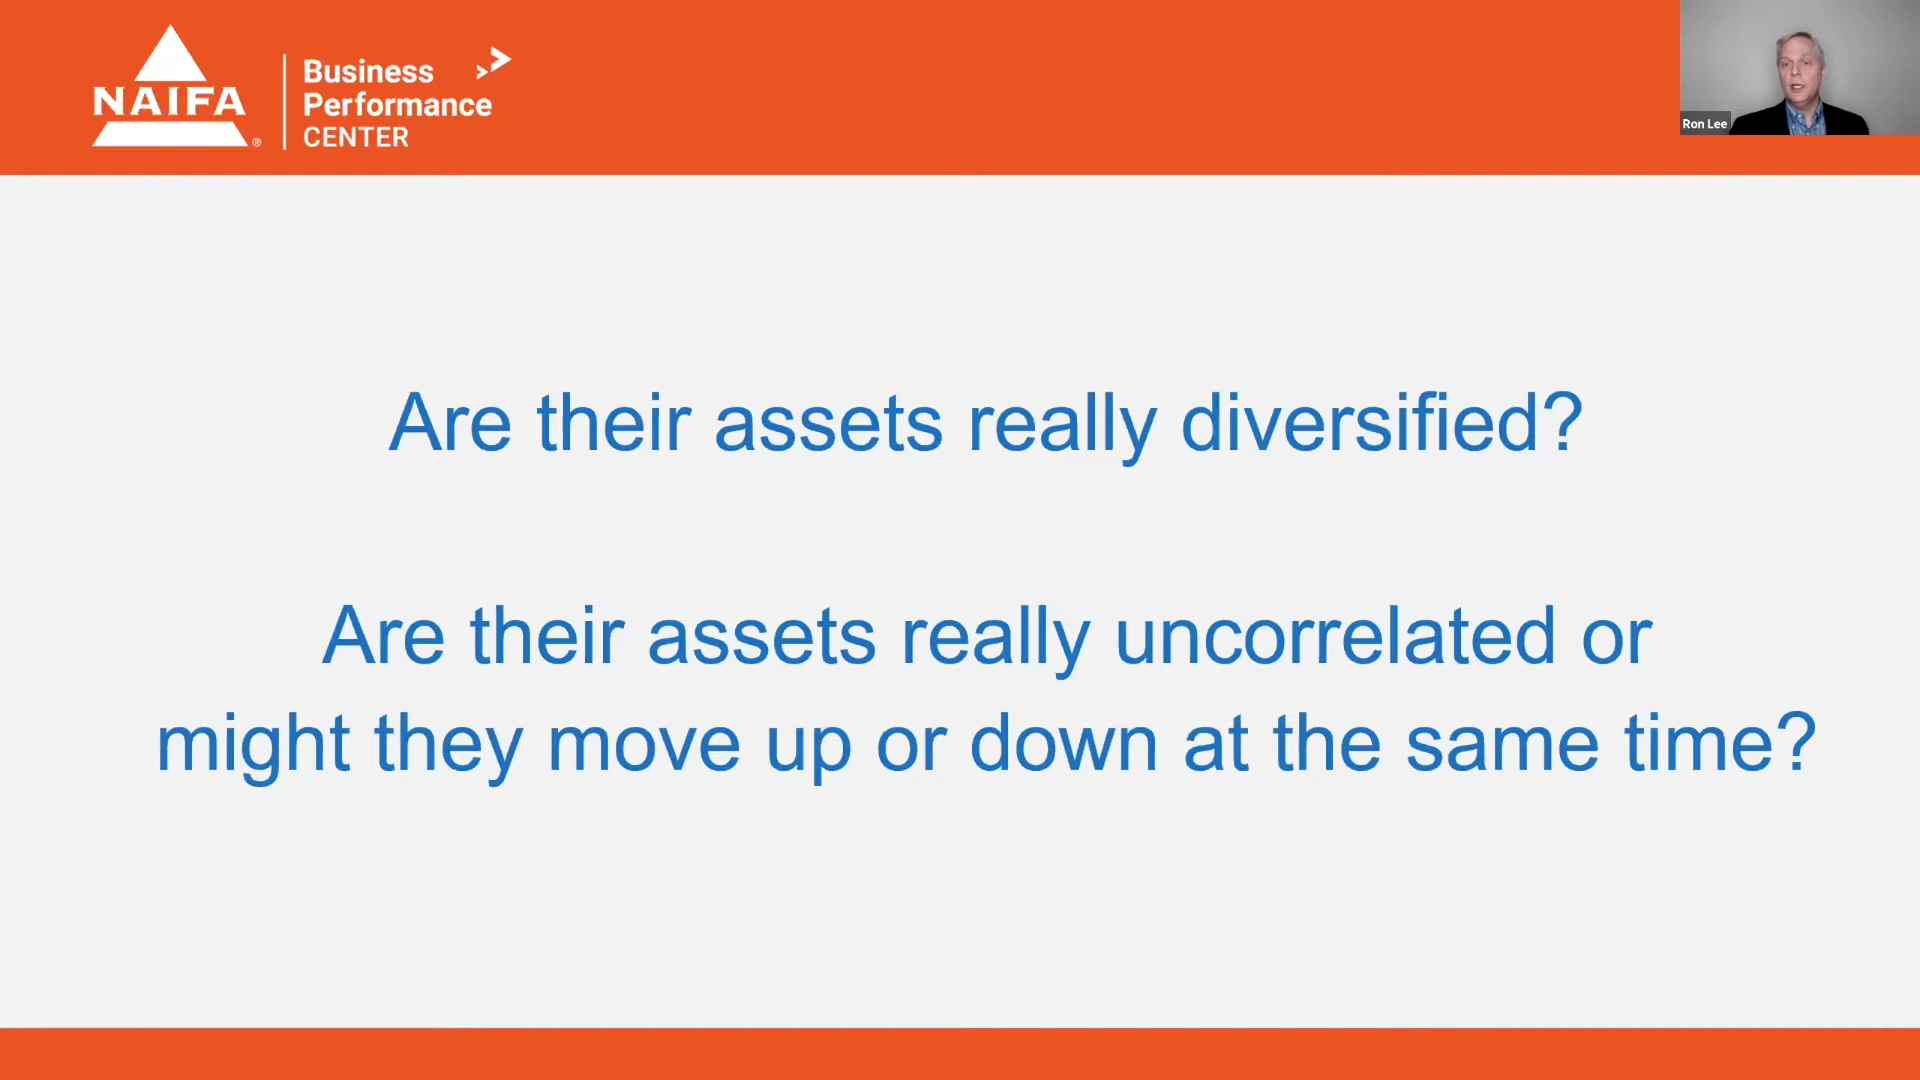 NAIFA®
Business
Performance
CENTER
Ron Lee
Are their assets really diversified?
Are their assets really uncorrelated or
might they move up or down at the same time?